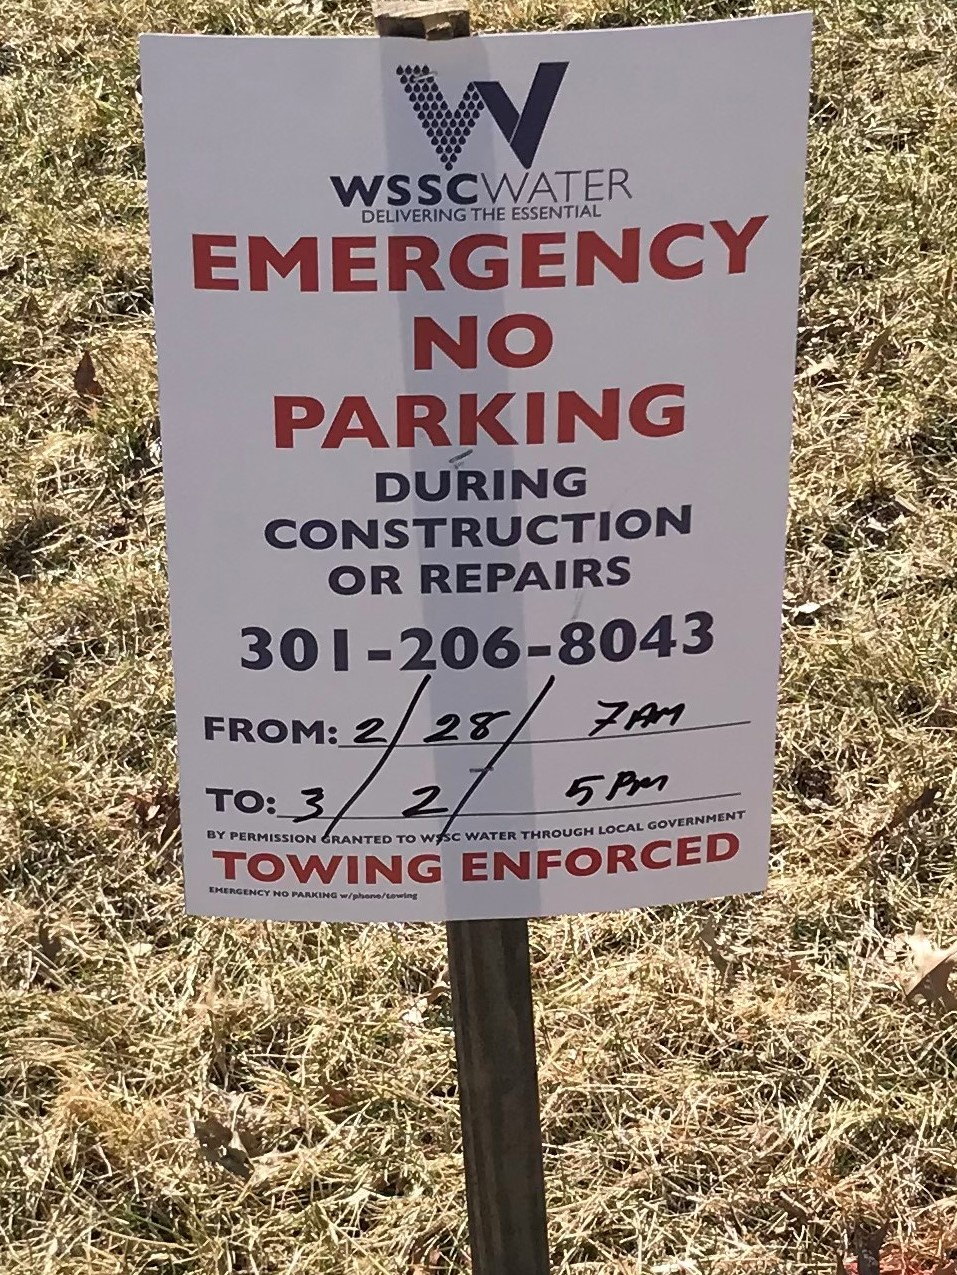 WSSCWATER
DELIVERING THE ESSENTIAL
EMERGENCY
NO
PARKING
DURING
CONSTRUCTION
OR REPAIRS
301-206-8043
FROM: 2/28/ 7AM
TO: 3/2/ 5PM
BY PERMISSION GRANTED TO WSSC WATER THROUGH LOCAL GOVERNMENT
TOWING ENFORCED
EMERGENCY NO PARKING w/phone/towing